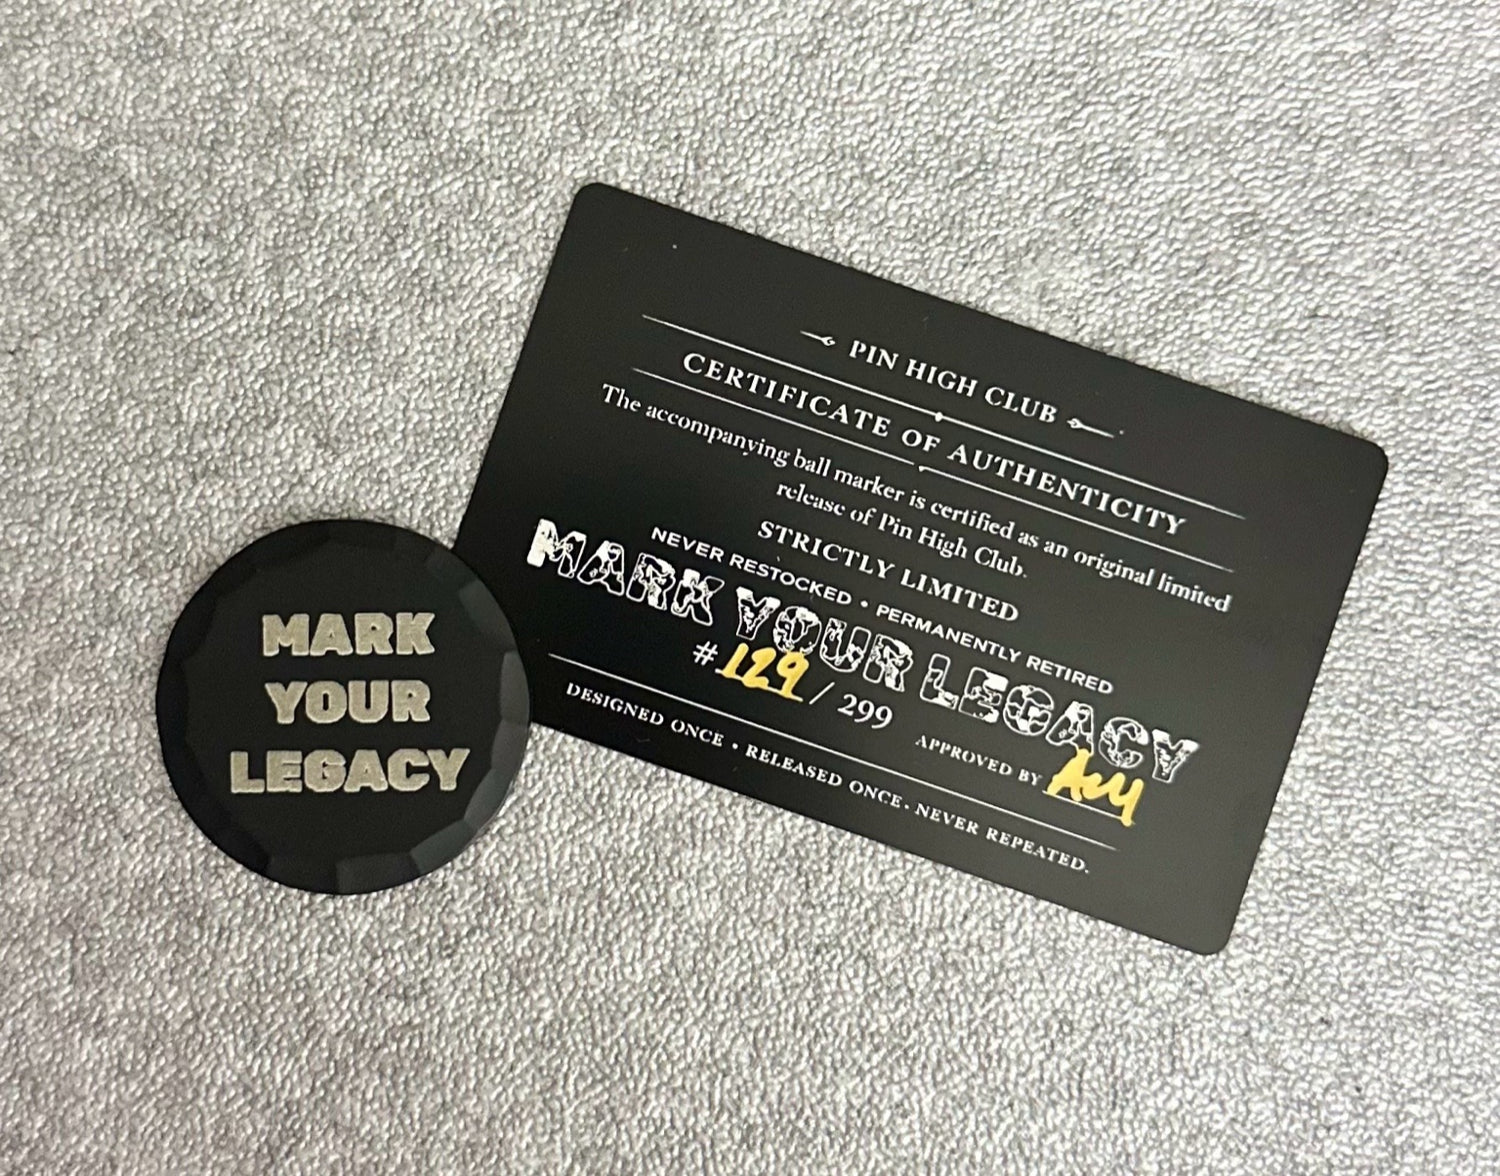 MARK
YOUR
LEGACY
PIN HIGH CLUB
CERTIFICATE OF AUTHENTICITY
The accompanying ball marker is certified as an original limited
release of Pin High Club.
STRICTLY LIMITED
NEVER RESTOCKED • PERMANENTLY RETIRED
MARK YOUR LEGACY
#129 / 299
APPROVED BY
DESIGNED ONCE • RELEASED ONCE • NEVER REPEATED.